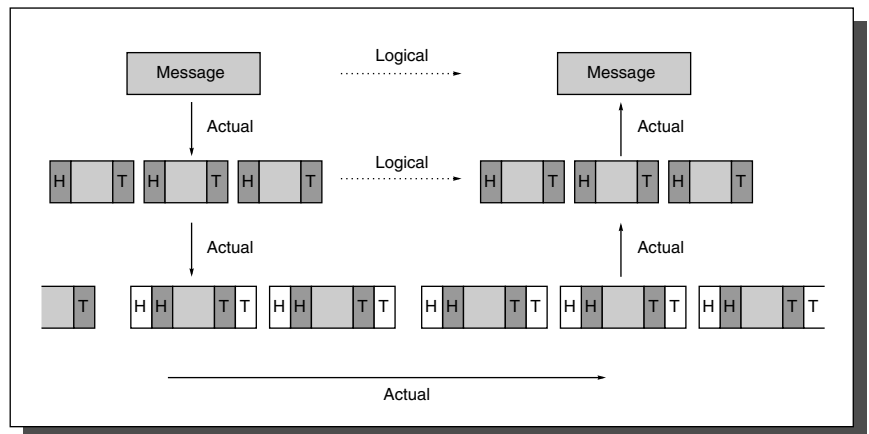 Logical
Message Message
Actual Actual
Logical
H T H T H T H T H T H T
Actual Actual
T H H T T H H T T H H T T H H T T H H T T
Actual